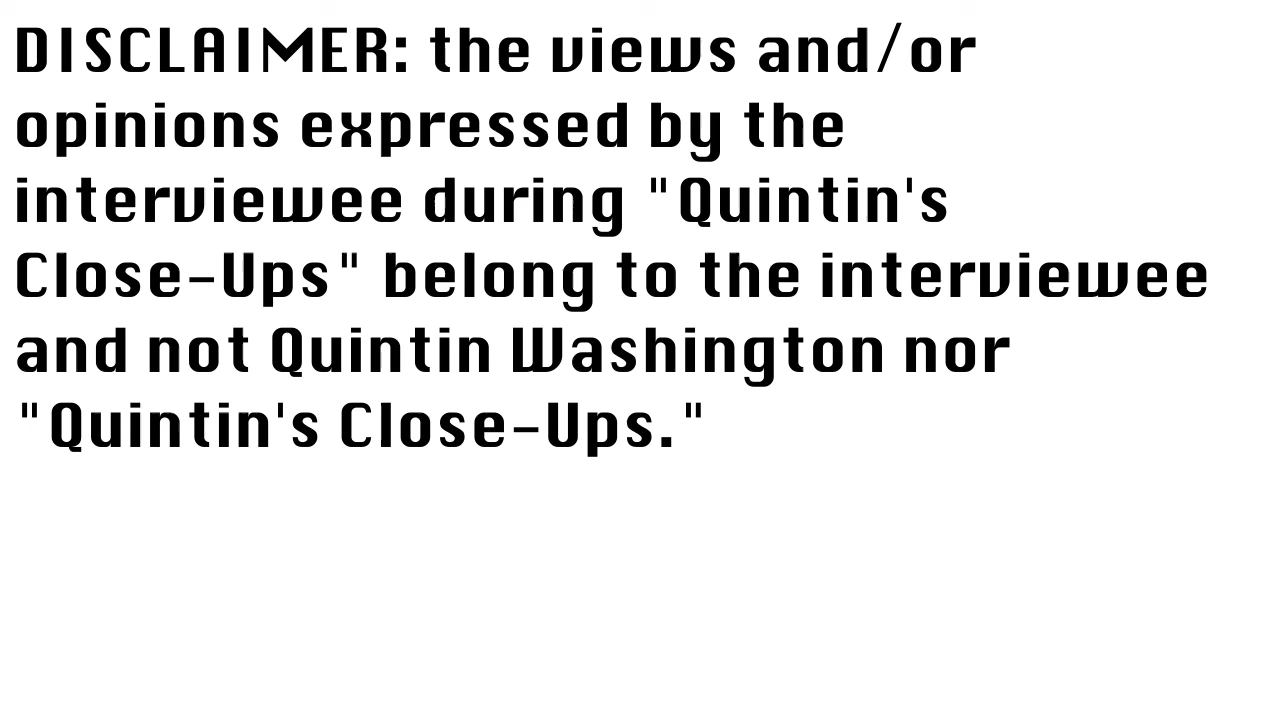 DISCLAIMER: the views and/or
opinions expressed by the
interviewee during "Quintin's
Close-Ups" belong to the interviewee
and not Quintin Washington nor
"Quintin's Close-Ups."